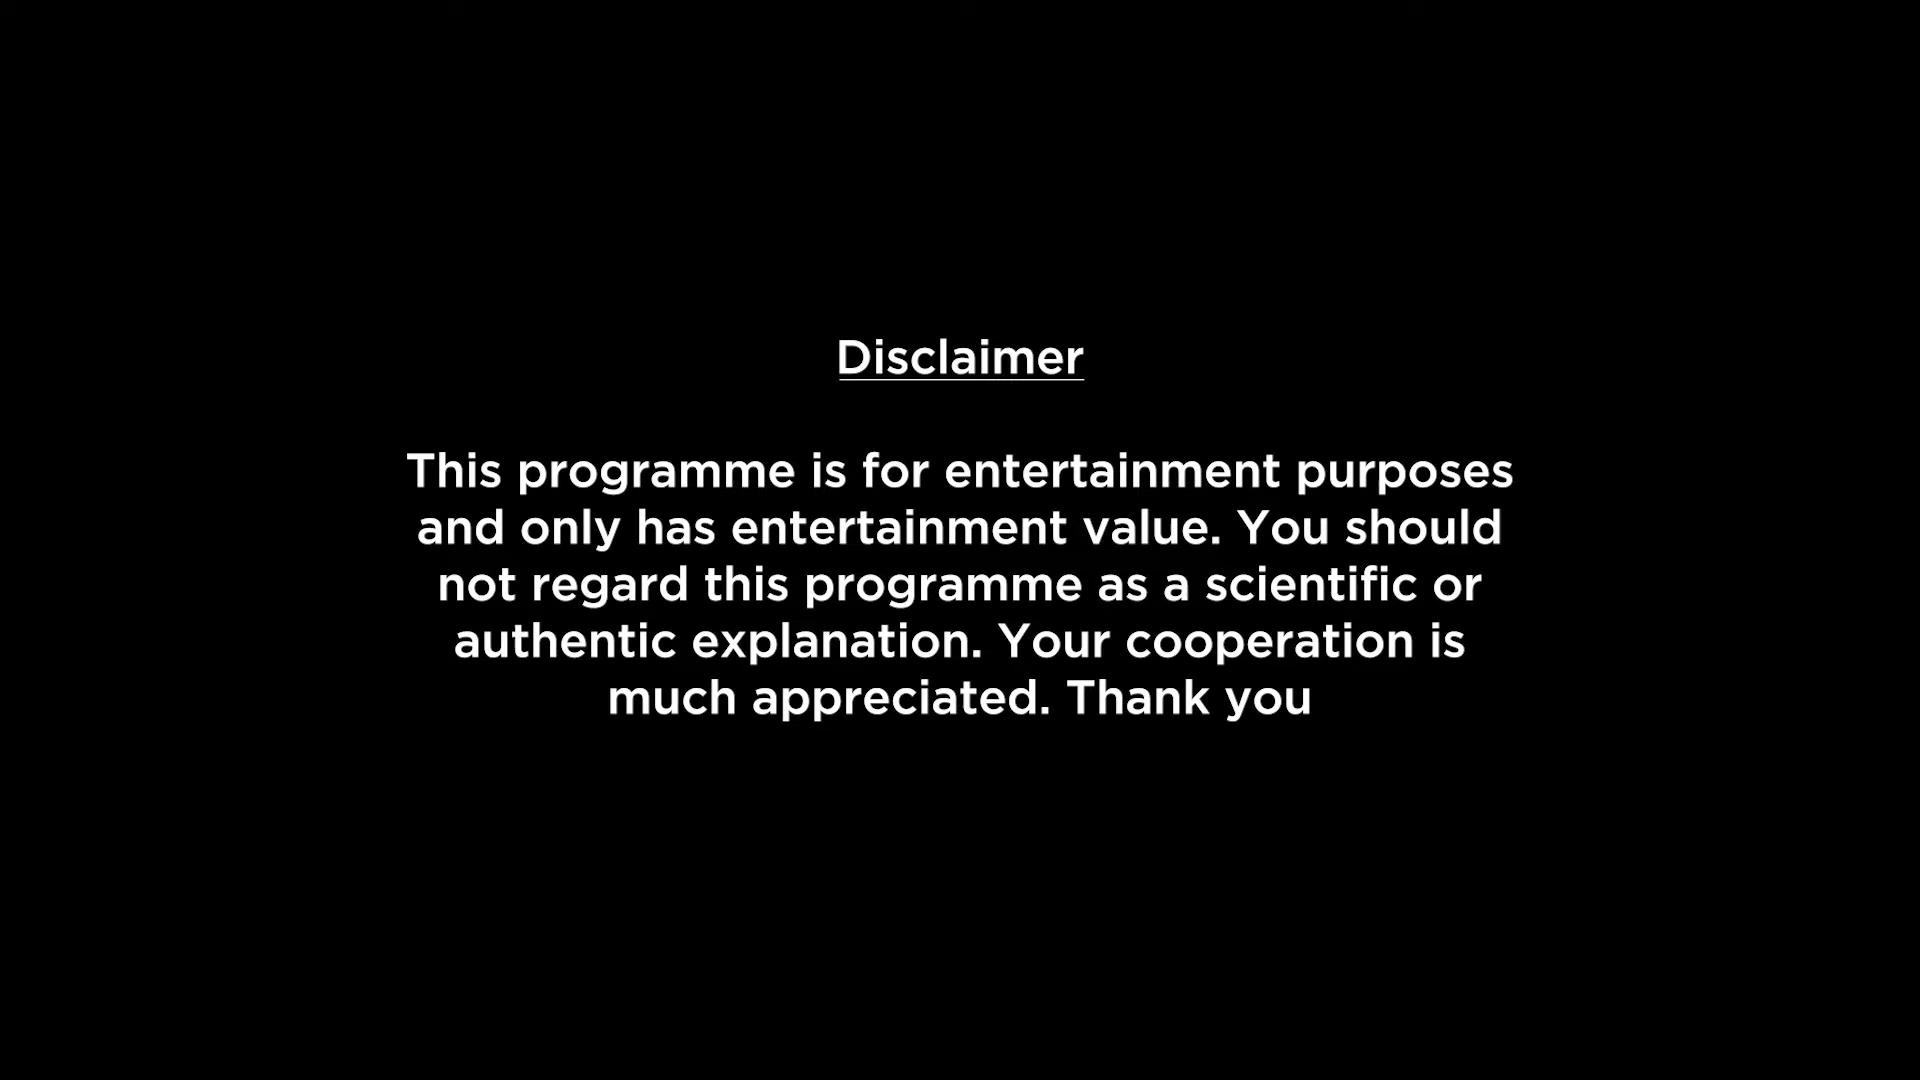 Disclaimer
This programme is for entertainment purposes
and only has entertainment value. You should
not regard this programme as a scientific or
authentic explanation. Your cooperation is
much appreciated. Thank you